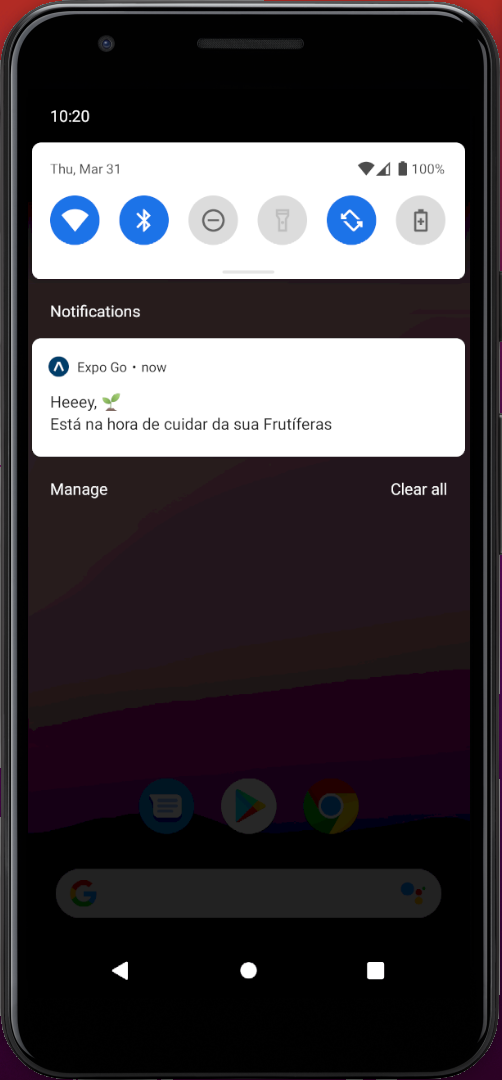 10:20
Thu, Mar 31 100%
Notifications
Expo Go • now
Heeey, 🌱
Está na hora de cuidar da sua Frutíferas
Manage Clear all